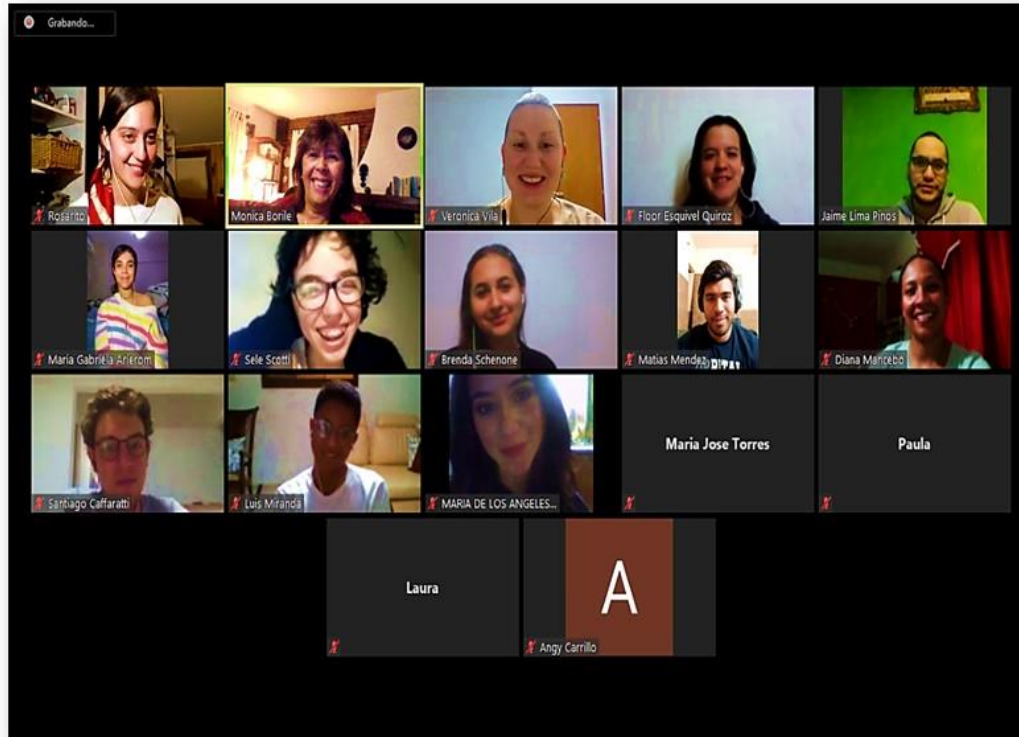 Grabando...
Rosarito
Monica Borile
Veronica Vila
Floor Esquivel Quiroz
Jaime Lima Pinos
Maria Gabriela Arierom
Sele Scotti
Brenda Schenone
Matias Mendez
Diana Mancebo
Santiago Caffaratti
Luis Miranda
MARIA DE LOS ANGELES...
Maria Jose Torres
Paula
Laura
A
Angy Carrillo